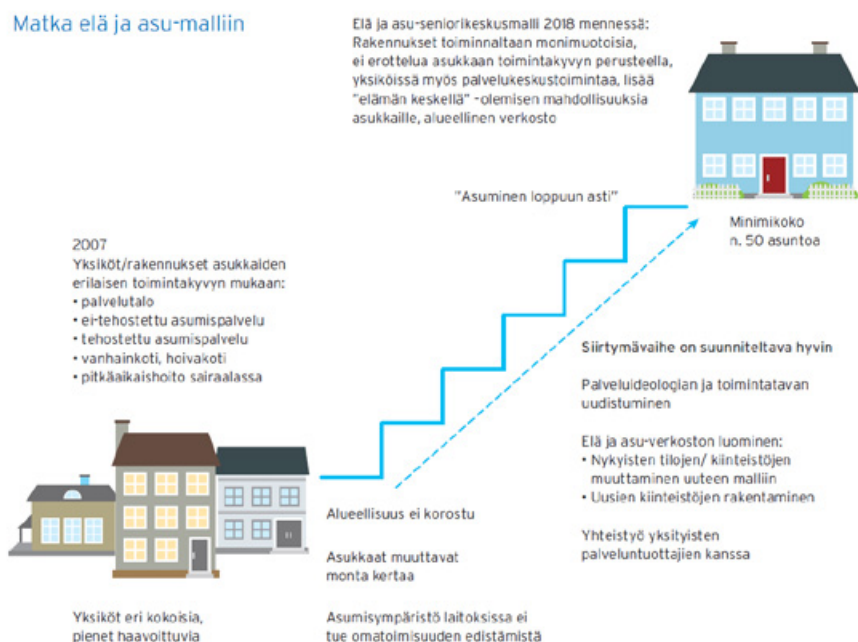 Matka elä ja asu-malliin
Elä ja asu-seniorikeskusmalli 2018 mennessä:
Rakennukset toiminnaltaan monimuotoisia,
ei erottelua asukkaan toimintakyvyn perusteella,
yksiköissä myös palvelukeskustoimintaa, lisää
"elämän keskellä" -olemisen mahdollisuuksia
asukkaille, alueellinen verkosto
"Asuminen loppuun asti"
Minimikoko
n. 50 asuntoa
2007
Yksiköt/rakennukset asukkaiden
erilaisen toimintakyvyn mukaan:
• palvelutalo
• ei-tehostettu asumispalvelu
• tehostettu asumispalvelu
• vanhainkoti, hoivakoti
• pitkäaikaishoito sairaalassa
Siirtymävaihe on suunniteltava hyvin
Palveluideologian ja toimintatavan
uudistuminen
Elä ja asu-verkoston luominen:
• Nykyisten tilojen/ kiinteistöjen
muuttaminen uuteen malliin
• Uusien kiinteistöjen rakentaminen
Yhteistyö yksityisten
palveluntuottajien kanssa
Alueellisuus ei korostu
Asukkaat muuttavat
monta kertaa
Yksiköt eri kokoisia,
pienet haavoittuvia
Asumisympäristö laitoksissa ei
tue omatoimisuuden edistämistä